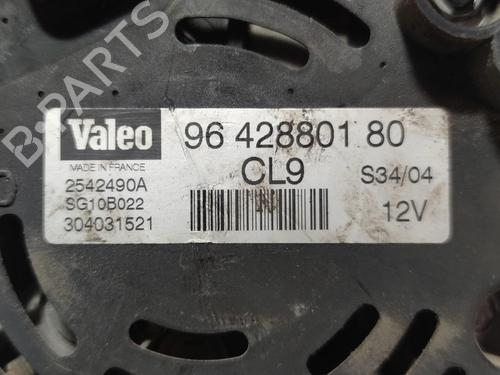 B-PARTS
Valeo
96 428801 80
MADE IN FRANCE
CL9
S34/04
2542490A
SG10B022
12V
304031521